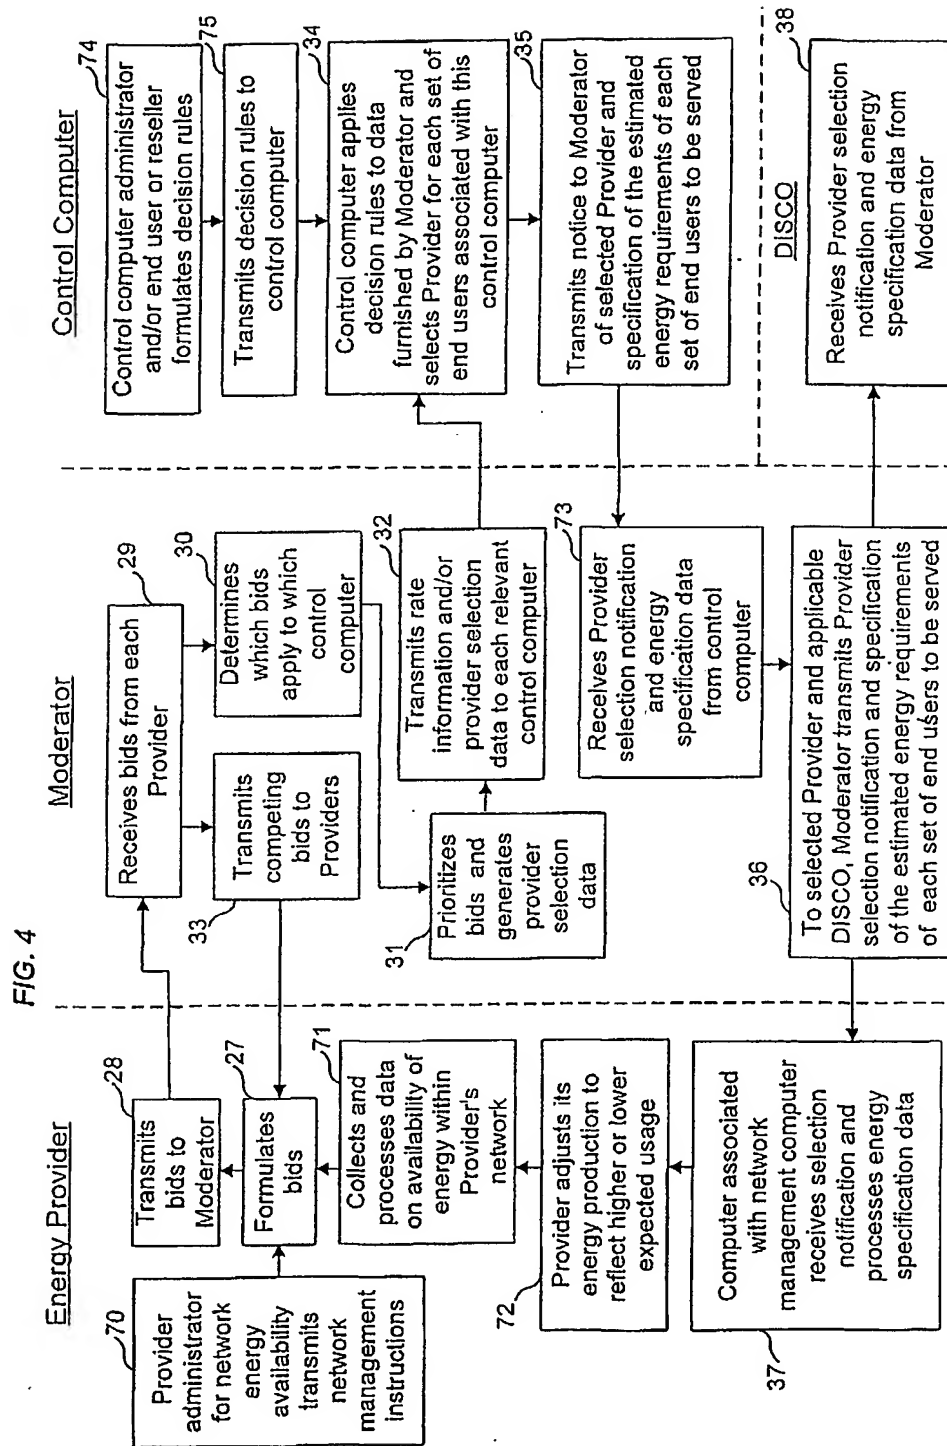 FIG. 4
Energy Provider
70
Provider
administrator
for network
energy
availability
transmits
network
management
instructions
28
Transmits
bids to
Moderator
27
Formulates
bids
71
Collects and
processes data
on availability of
energy within
Provider's
network
72
Provider adjusts its
energy production to
reflect higher or lower
expected usage
37
Computer associated
with network
management computer
receives selection
notification and
processes energy
specification data
Moderator
29
Receives bids from each
Provider
33
Transmits
competing
bids to
Providers
30
Determines
which bids
apply to which
control
computer
31
Prioritizes
bids and
generates
provider
selection
data
32
Transmits rate
information and/or
provider selection
data to each relevant
control computer
73
Receives Provider
selection notification
and energy
specification data
from control
computer
36
To selected Provider and applicable
DISCO, Moderator transmits Provider
selection notification and specification
of the estimated energy requirements
of each set of end users to be served
Control Computer
74
Control computer administrator
and/or end user or reseller
formulates decision rules
75
Transmits decision rules to
control computer
34
Control computer applies
decision rules to data
furnished by Moderator and
selects Provider for each set of
end users associated with this
control computer
35
Transmits notice to Moderator
of selected Provider and
specification of the estimated
energy requirements of each
set of end users to be served
DISCO
38
Receives Provider selection
notification and energy
specification data from
Moderator